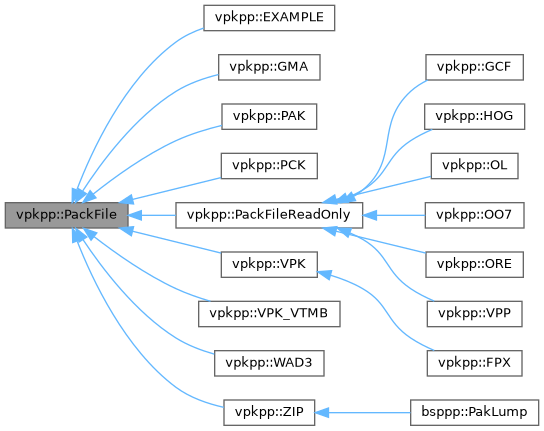 vpkpp::EXAMPLE
vpkpp::GMA
vpkpp::GCF
vpkpp::PAK
vpkpp::HOG
vpkpp::PCK
vpkpp::OL
vpkpp::PackFile
vpkpp::PackFileReadOnly
vpkpp::OO7
vpkpp::VPK
vpkpp::ORE
vpkpp::VPK_VTMB
vpkpp::VPP
vpkpp::WAD3
vpkpp::FPX
vpkpp::ZIP
bsppp::PakLump